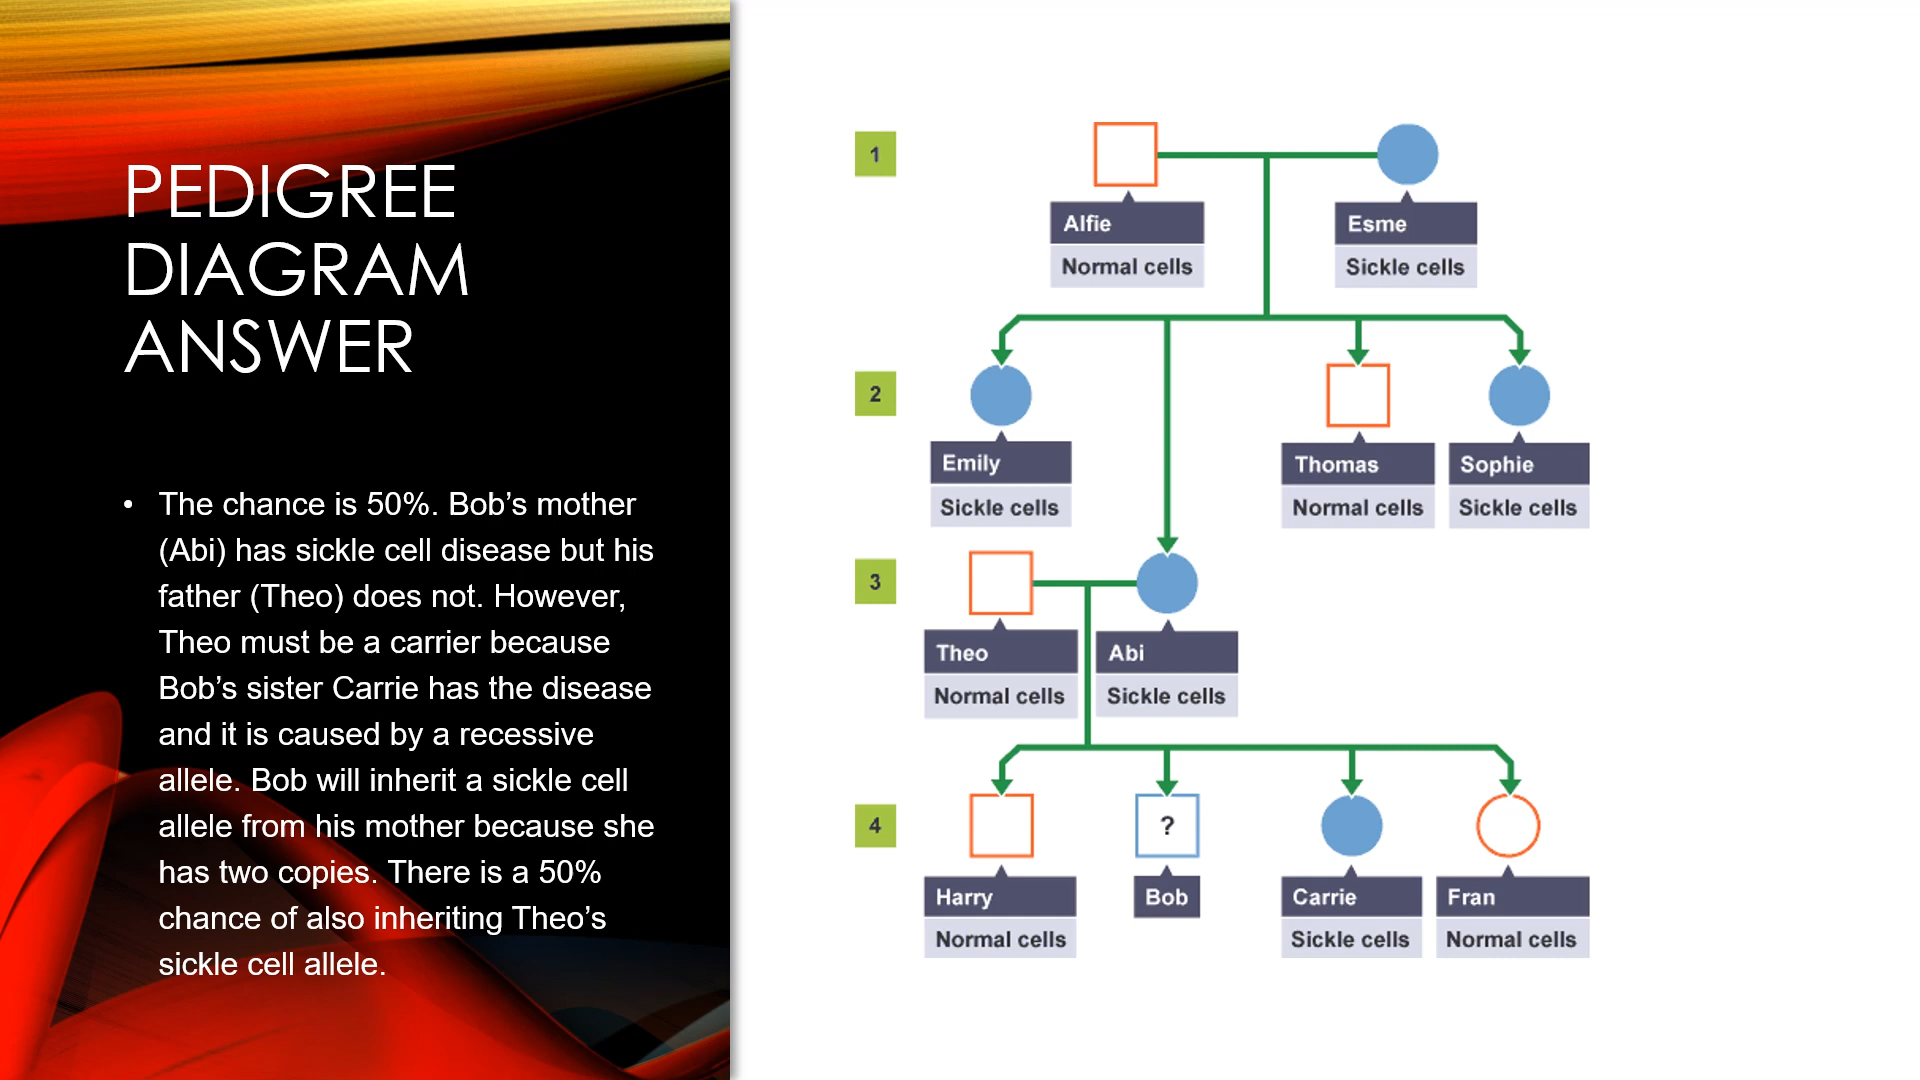 PEDIGREE
DIAGRAM
ANSWER
• The chance is 50%. Bob’s mother
(Abi) has sickle cell disease but his
father (Theo) does not. However,
Theo must be a carrier because
Bob’s sister Carrie has the disease
and it is caused by a recessive
allele. Bob will inherit a sickle cell
allele from his mother because she
has two copies. There is a 50%
chance of also inheriting Theo’s
sickle cell allele.
1
Alfie
Normal cells
Esme
Sickle cells
2
Emily
Sickle cells
Thomas
Normal cells
Sophie
Sickle cells
3
Theo
Normal cells
Abi
Sickle cells
4
Harry
Normal cells
?
Bob
Carrie
Sickle cells
Fran
Normal cells